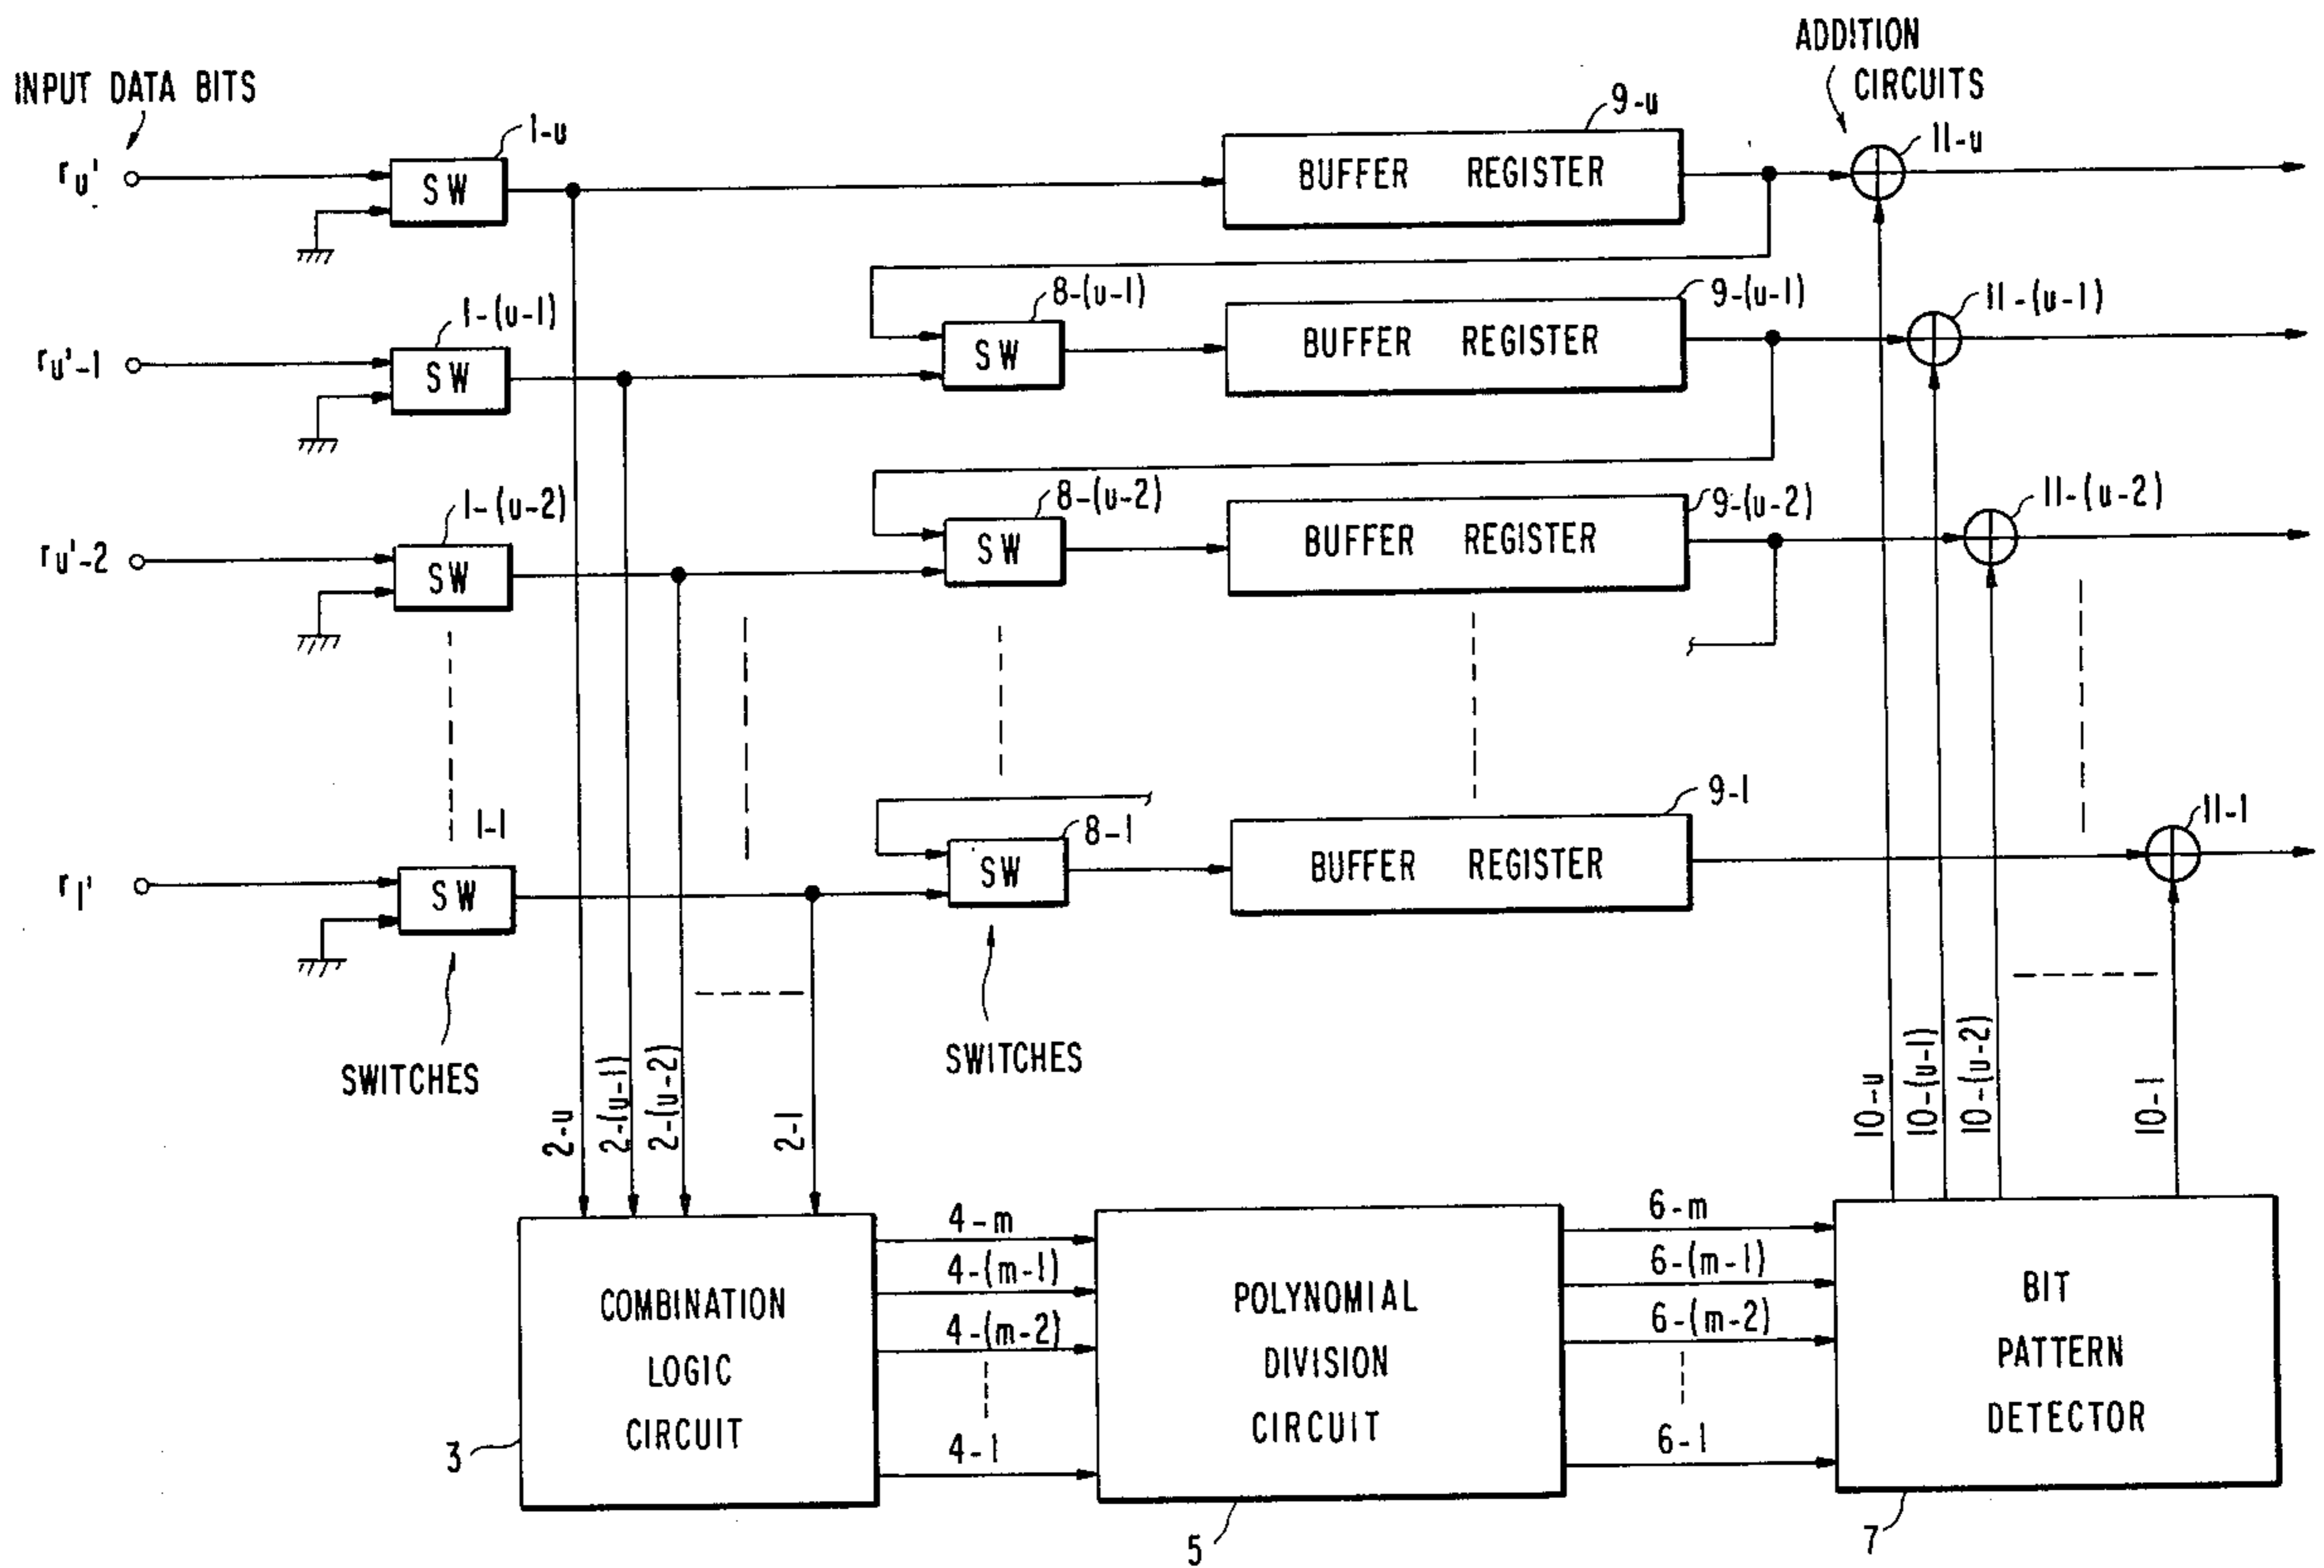 ADDITION
CIRCUITS
INPUT DATA BITS
9-u
1-u
11-u
ru'
SW
BUFFER REGISTER
8-(u-1)
9-(u-1)
11-(u-1)
1-(u-1)
ru'-1
SW
SW
BUFFER REGISTER
8-(u-2)
9-(u-2)
11-(u-2)
1-(u-2)
ru'-2
SW
SW
BUFFER REGISTER
9-1
1-1
8-1
11-1
r1'
SW
SW
BUFFER REGISTER
SWITCHES
SWITCHES
2-u
2-(u-1)
2-(u-2)
2-1
10-u
10-(u-1)
10-(u-2)
10-1
4-m
4-(m-1)
4-(m-2)
4-1
6-m
6-(m-1)
6-(m-2)
6-1
COMBINATION
LOGIC
CIRCUIT
3
POLYNOMIAL
DIVISION
CIRCUIT
5
BIT
PATTERN
DETECTOR
7